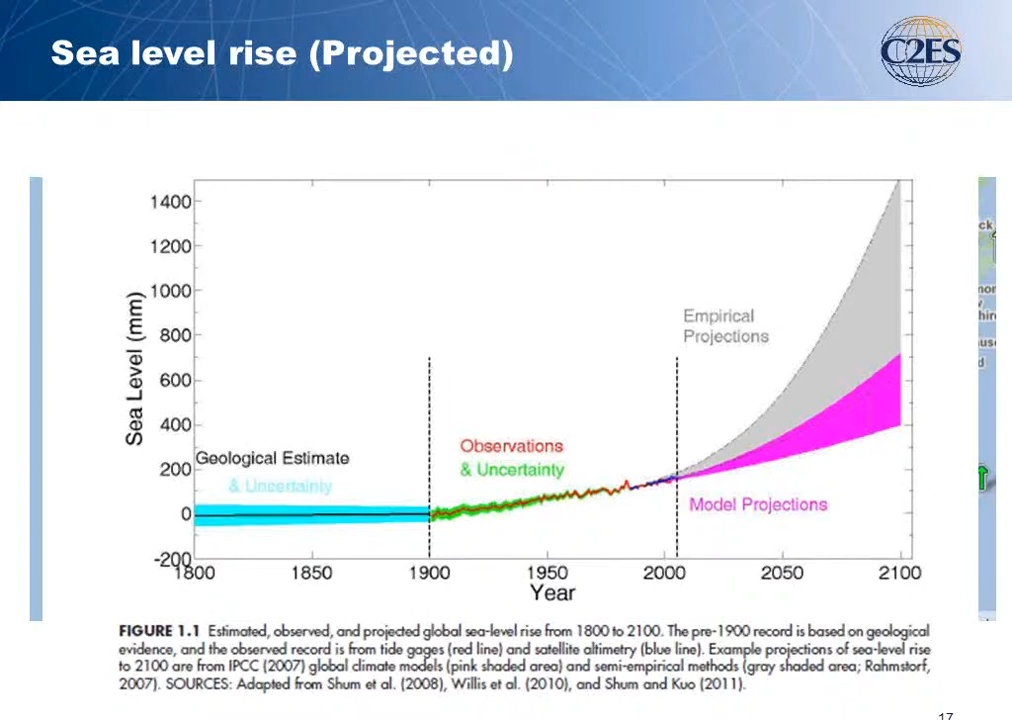 Sea level rise (Projected)
C2ES
1400
1200
1000
800
600
400
200
0
-200
Sea Level (mm)
Empirical
Projections
Observations
& Uncertainty
Geological Estimate
& Uncertainty
Model Projections
1800 1850 1900 1950 2000 2050 2100
Year
FIGURE 1.1 Estimated, observed, and projected global sea-level rise from 1800 to 2100. The pre-1900 record is based on geological
evidence, and the observed record is from tide gages (red line) and satellite altimetry (blue line). Example projections of sea-level rise
to 2100 are from IPCC (2007) global climate models (pink shaded area) and semi-empirical methods (gray shaded area; Rahmstorf,
2007). SOURCES: Adapted from Shum et al. (2008), Willis et al. (2010), and Shum and Kuo (2011).
17